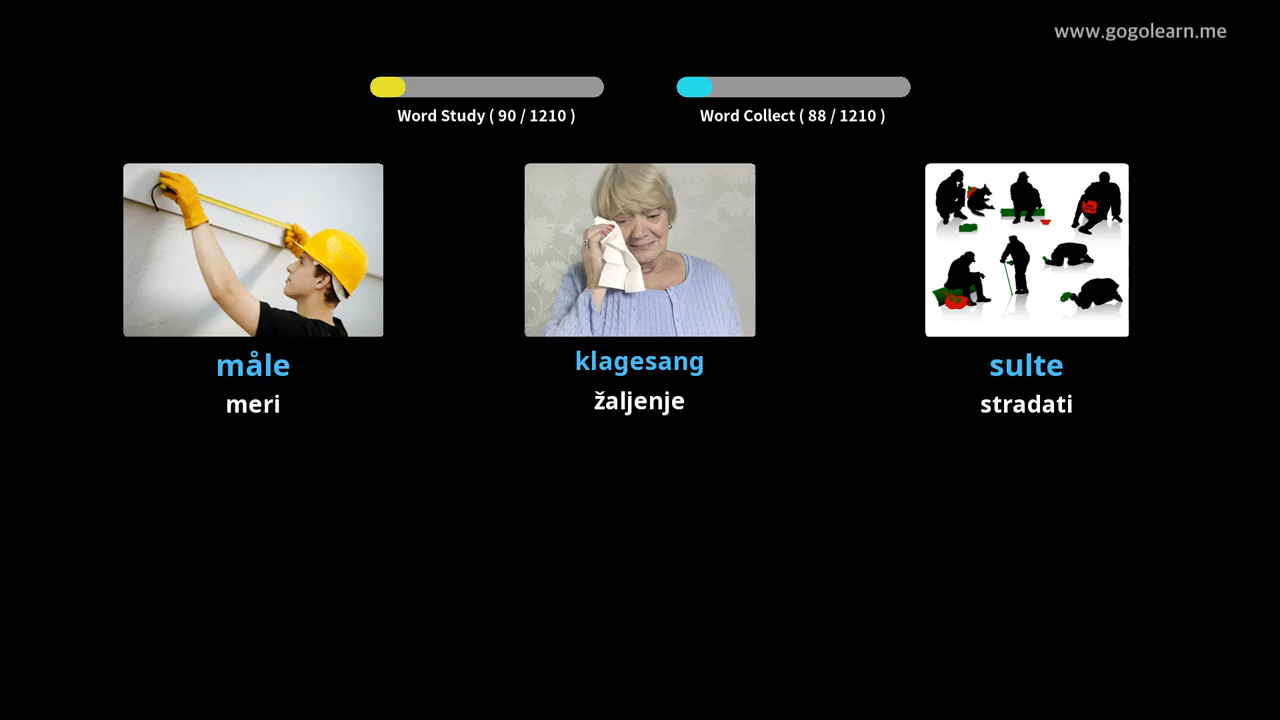 www.gogolearn.me
Word Study ( 90 / 1210 )
Word Collect ( 88 / 1210 )
måle
klagesang
sulte
meri
žaljenje
stradati